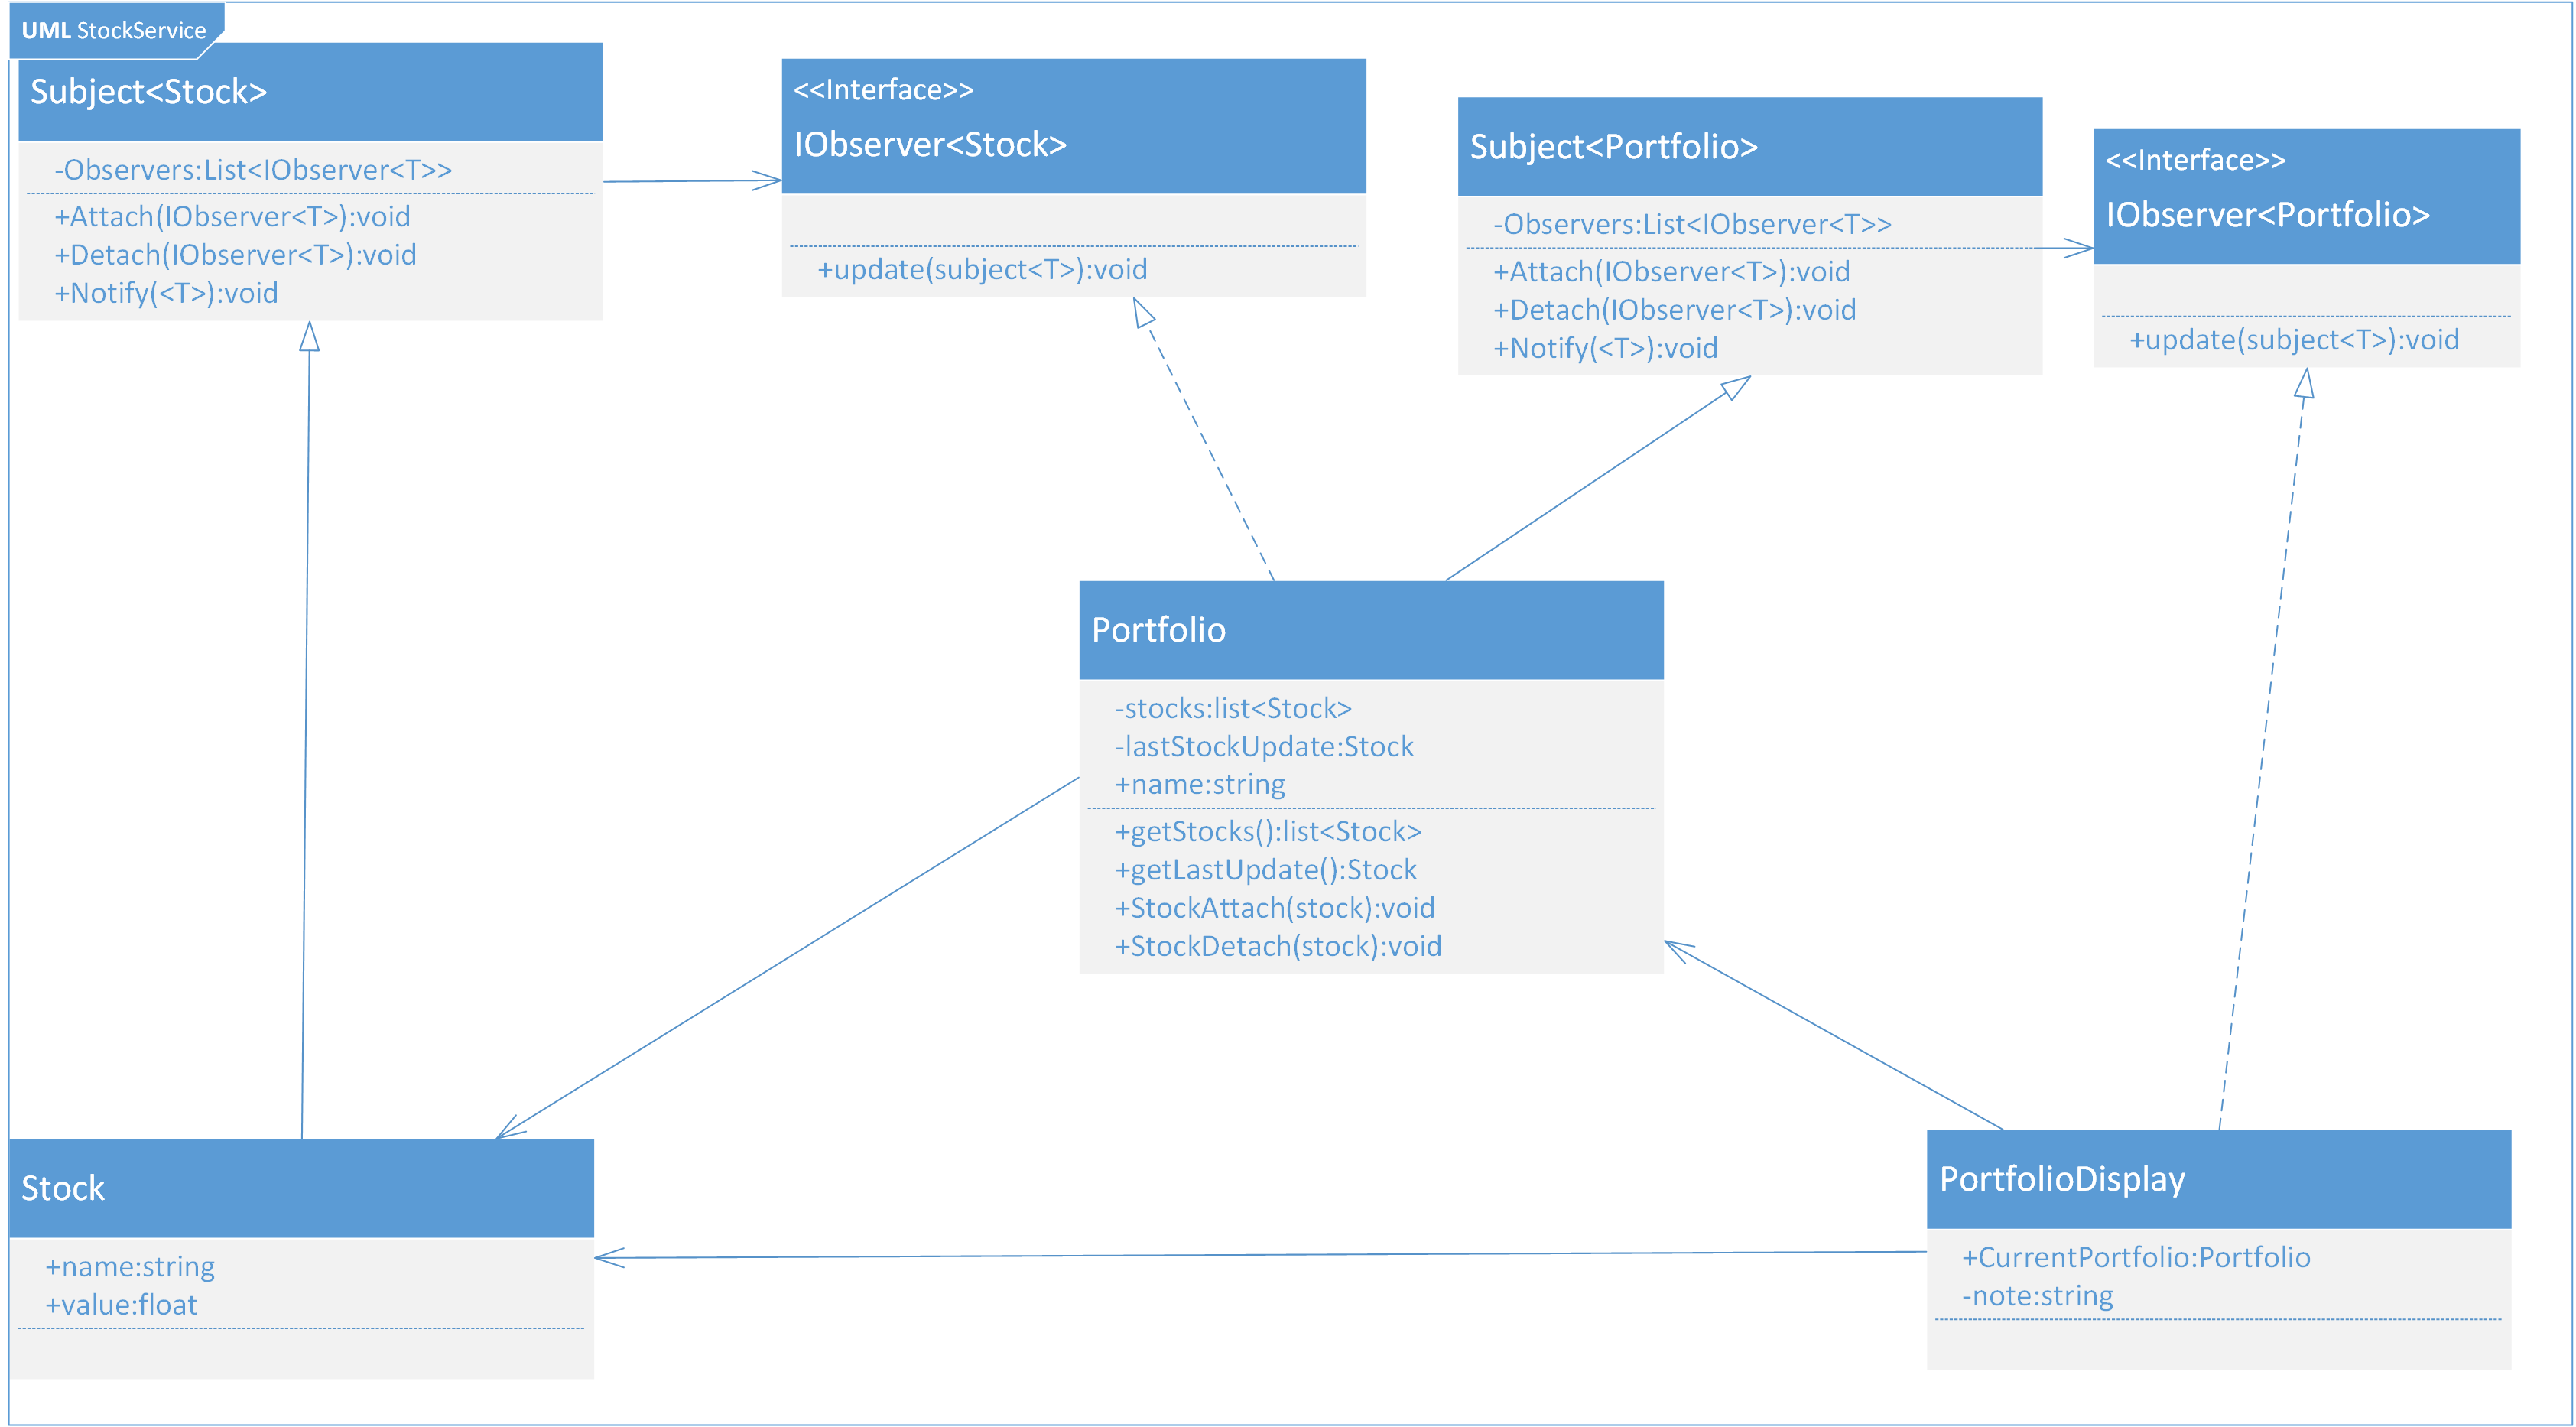 UML StockService
Subject<Stock>
-Observers:List<IObserver<T>>
+Attach(IObserver<T>):void
+Detach(IObserver<T>):void
+Notify(<T>):void
<<Interface>>
IObserver<Stock>
+update(subject<T>):void
Subject<Portfolio>
-Observers:List<IObserver<T>>
+Attach(IObserver<T>):void
+Detach(IObserver<T>):void
+Notify(<T>):void
<<Interface>>
IObserver<Portfolio>
+update(subject<T>):void
Portfolio
-stocks:list<Stock>
-lastStockUpdate:Stock
+name:string
+getStocks():list<Stock>
+getLastUpdate():Stock
+StockAttach(stock):void
+StockDetach(stock):void
Stock
+name:string
+value:float
PortfolioDisplay
+CurrentPortfolio:Portfolio
-note:string